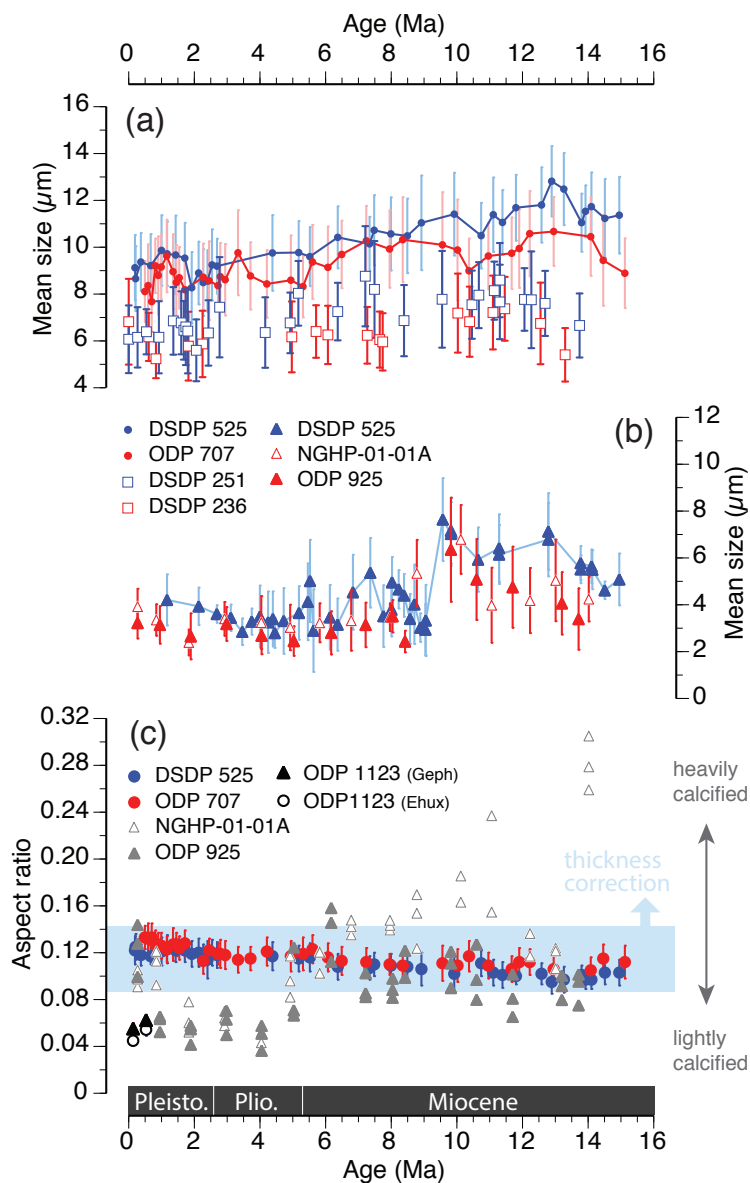 Age (Ma)
0 2 4 6 8 10 12 14 16
16
14
12
10
8
6
4
Mean size (µm)
(a)
DSDP 525
ODP 707
DSDP 251
DSDP 236
DSDP 525
NGHP-01-01A
ODP 925
(b)
12
10
8
6
4
2
0
Mean size (µm)
0.32
0.28
0.24
0.20
0.16
0.12
0.08
0.04
0
Aspect ratio
(c)
DSDP 525
ODP 707
NGHP-01-01A
ODP 925
ODP 1123 (Geph)
ODP1123 (Ehux)
heavily
calcified
thickness
correction
lightly
calcified
Pleisto. Plio. Miocene
0 2 4 6 8 10 12 14 16
Age (Ma)